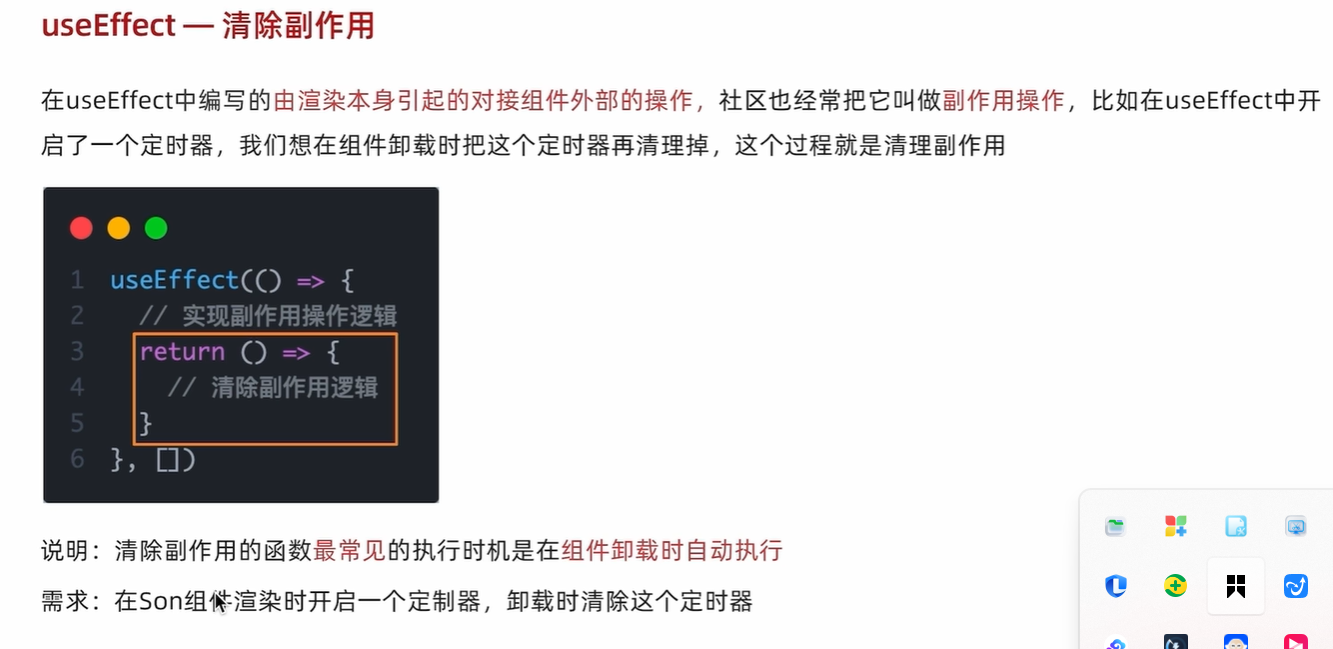 useEffect — 清除副作用
在useEffect中编写的由渲染本身引起的对接组件外部的操作，社区也经常把它叫做副作用操作，比如在useEffect中开
启了一个定时器，我们想在组件卸载时把这个定时器再清理掉，这个过程就是清理副作用
1 useEffect(() => {
2 // 实现副作用操作逻辑
3 return () => {
4 // 清除副作用逻辑
5 }
6 }, [])
说明：清除副作用的函数最常见的执行时机是在组件卸载时自动执行
需求：在Son组件渲染时开启一个定制器，卸载时清除这个定时器